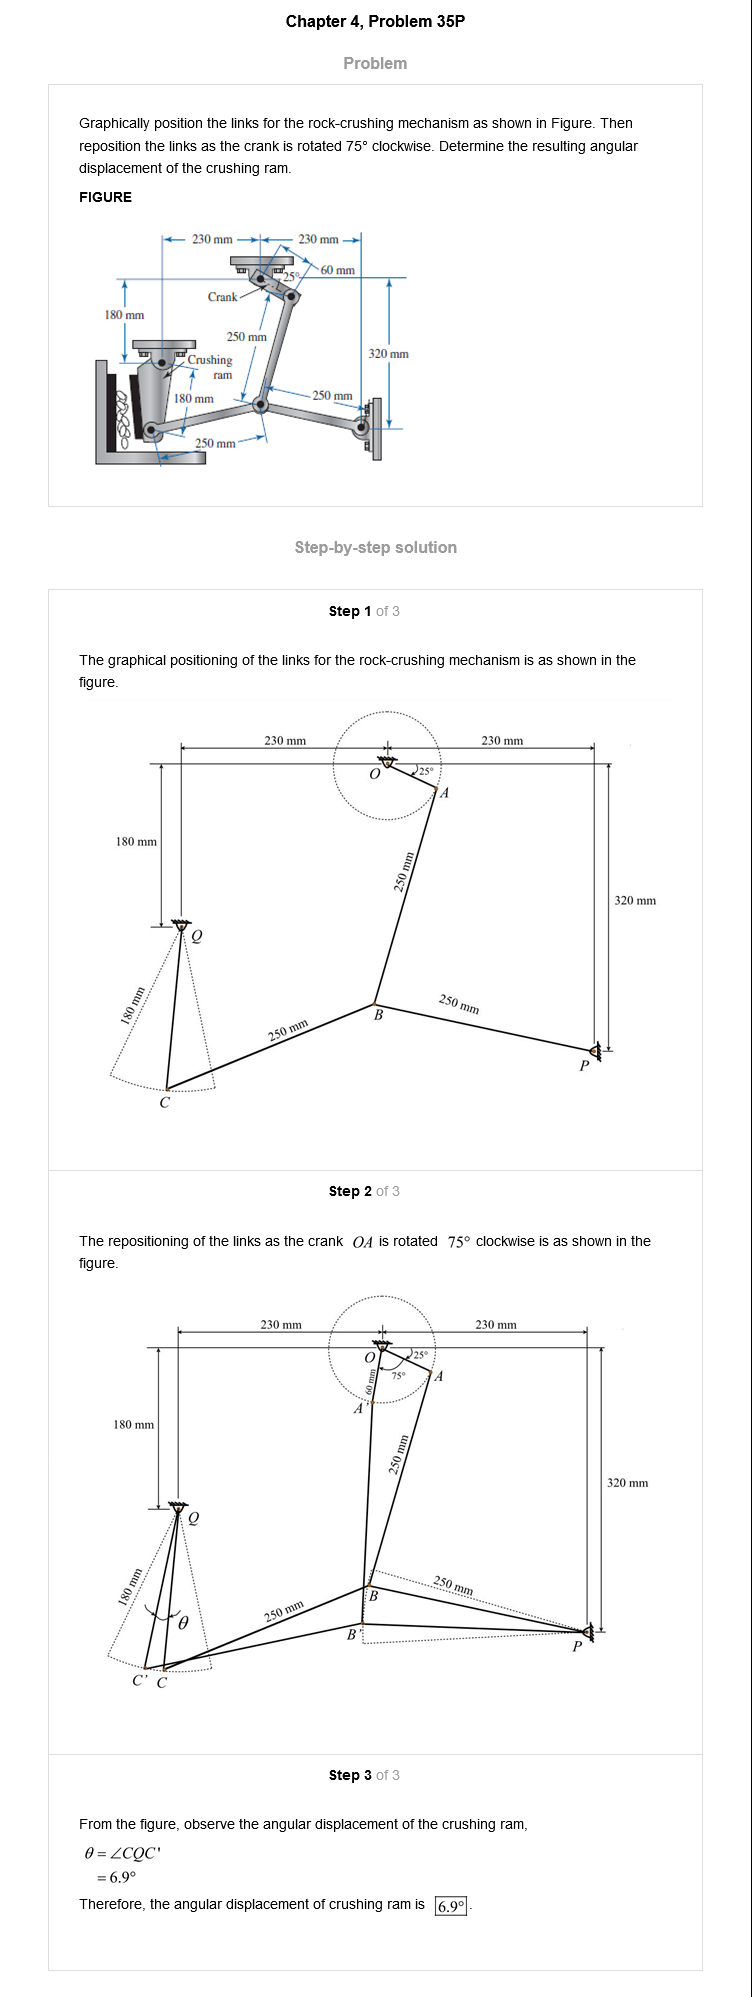 Chapter 4, Problem 35P
Problem
Graphically position the links for the rock-crushing mechanism as shown in Figure. Then
reposition the links as the crank is rotated 75° clockwise. Determine the resulting angular
displacement of the crushing ram.
FIGURE
230 mm
230 mm
60 mm
25°
Crank
180 mm
250 mm
320 mm
Crushing
ram
180 mm
250 mm
250 mm
Step-by-step solution
Step 1 of 3
The graphical positioning of the links for the rock-crushing mechanism is as shown in the
figure.
230 mm
230 mm
O
25°
A
180 mm
250 mm
320 mm
Q
180 mm
250 mm
B
250 mm
P
C
Step 2 of 3
The repositioning of the links as the crank OA is rotated 75° clockwise is as shown in the
figure.
230 mm
230 mm
O
25°
75°
A
60 mm
A'
180 mm
250 mm
320 mm
Q
180 mm
θ
250 mm
B
250 mm
B'
P
C' C
Step 3 of 3
From the figure, observe the angular displacement of the crushing ram,
θ = ∠CQC'
= 6.9°
Therefore, the angular displacement of crushing ram is 6.9°.